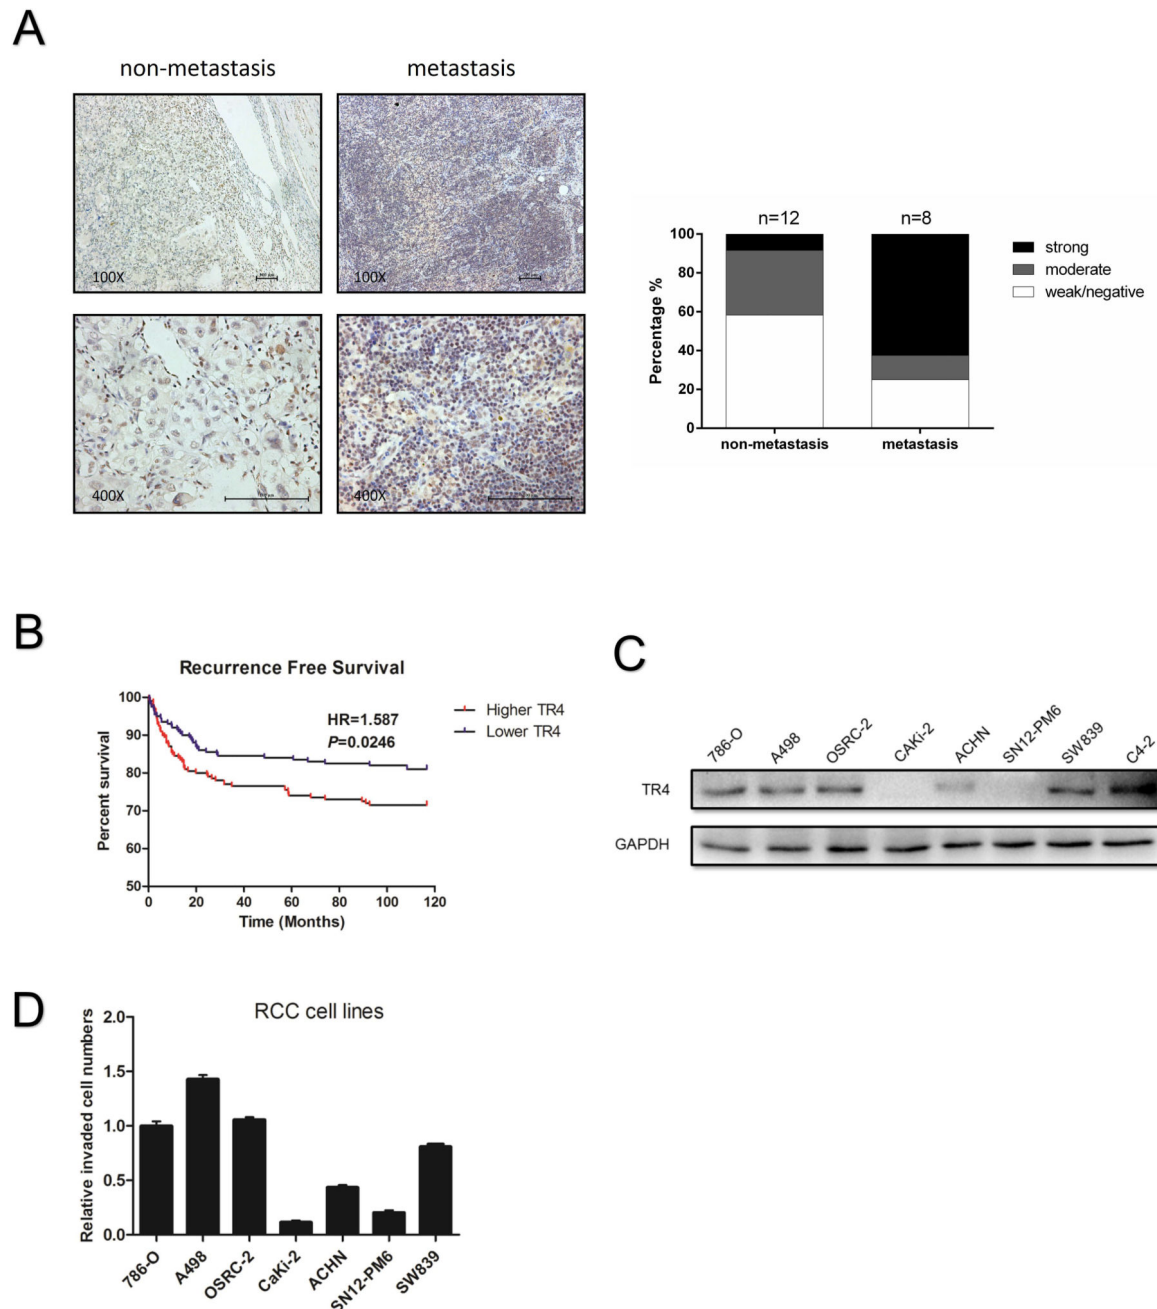 A
non-metastasis metastasis
100X 100X
400X 400X
n=12 n=8
100
80
60
40
20
0
Percentage %
non-metastasis metastasis
strong
moderate
weak/negative
B
Recurrence Free Survival
100
90
80
70
60
50
Percent survival
HR=1.587
P=0.0246
Higher TR4
Lower TR4
0 20 40 60 80 100 120
Time (Months)
C
786-O A498 OSRC-2 CAKi-2 ACHN SN12-PM6 SW839 C4-2
TR4
GAPDH
D
RCC cell lines
2.0
1.5
1.0
0.5
0.0
Relative invaded cell numbers
786-O A498 OSRC-2 CaKi-2 ACHN SN12-PM6 SW839